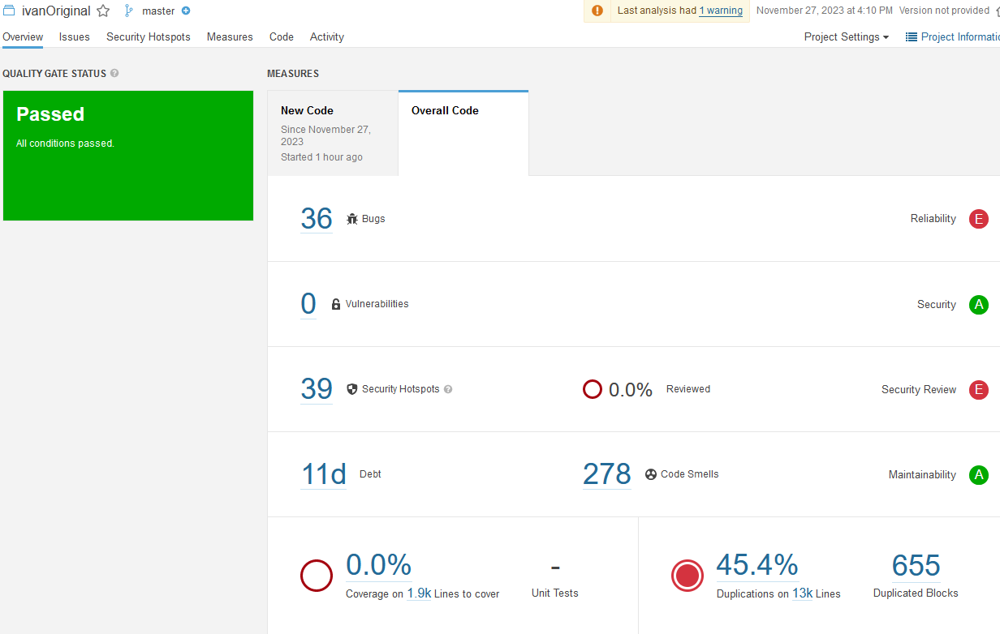 ivanOriginal master Last analysis had 1 warning November 27, 2023 at 4:10 PM Version not provided
Overview Issues Security Hotspots Measures Code Activity Project Settings Project Informatio
QUALITY GATE STATUS ? MEASURES
Passed
All conditions passed.
New Code
Since November 27,
2023
Started 1 hour ago
Overall Code
36 Bugs Reliability E
0 Vulnerabilities Security A
39 Security Hotspots ? 0.0% Reviewed Security Review E
11d Debt 278 Code Smells Maintainability A
0.0%
Coverage on 1.9k Lines to cover
-
Unit Tests
45.4%
Duplications on 13k Lines
655
Duplicated Blocks